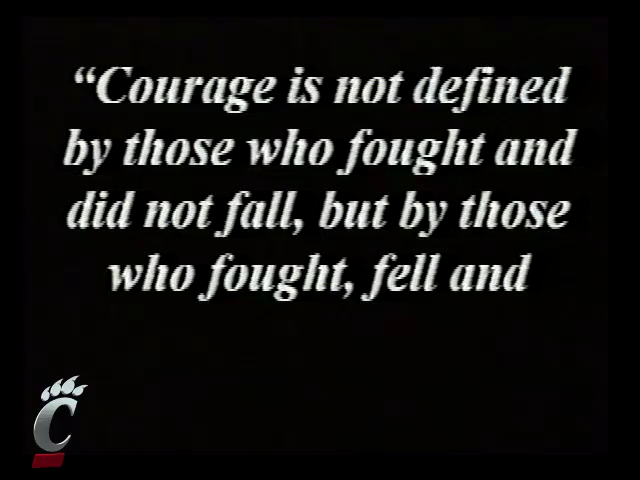 “Courage is not defined
by those who fought and
did not fall, but by those
who fought, fell and
C